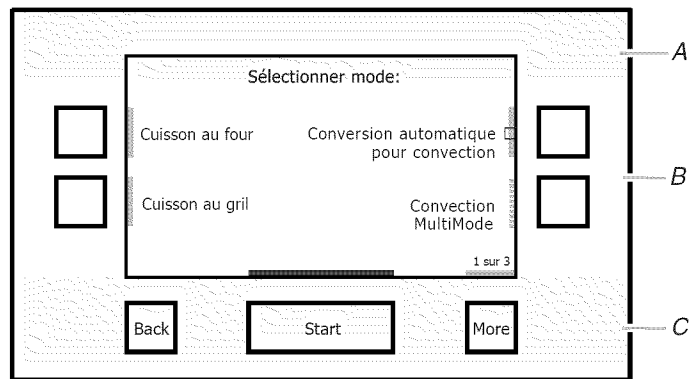 Sélectionner mode:
Cuisson au four
Conversion automatique
pour convection
Cuisson au gril
Convection
MultiMode
1 sur 3
Back
Start
More
A
B
C